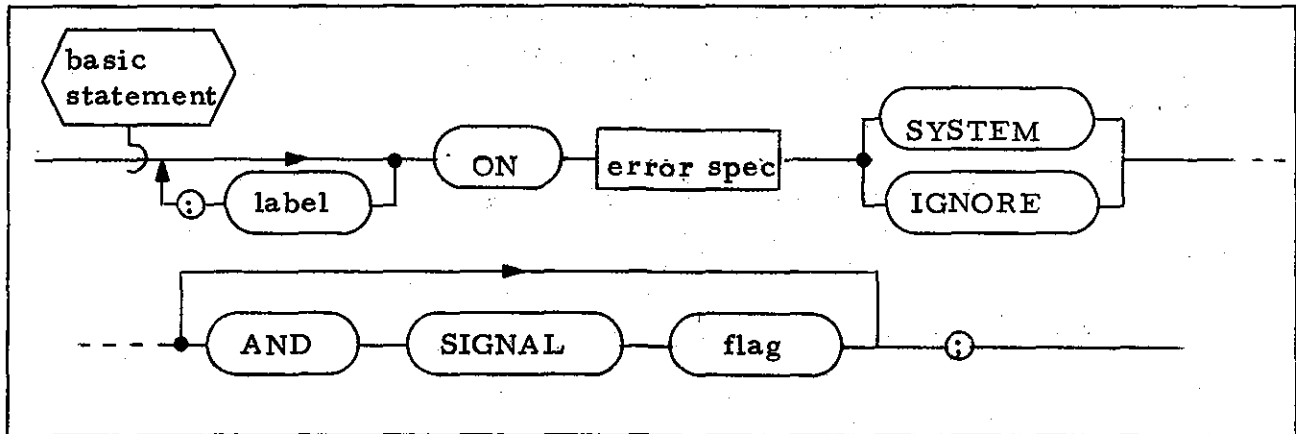 basic
statement
SYSTEM
ON
error spec
: label
IGNORE
AND SIGNAL flag ;